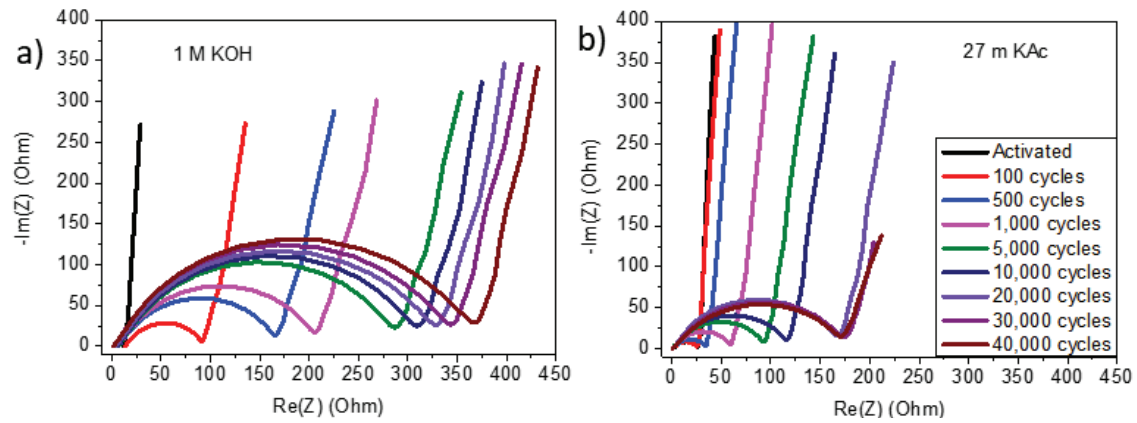 a)
1 M KOH
-Im(Z) (Ohm)
400
350
300
250
200
150
100
50
0
0 50 100 150 200 250 300 350 400 450
Re(Z) (Ohm)
b)
27 m KAc
-Im(Z) (Ohm)
400
350
300
250
200
150
100
50
0
Activated
100 cycles
500 cycles
1,000 cycles
5,000 cycles
10,000 cycles
20,000 cycles
30,000 cycles
40,000 cycles
0 50 100 150 200 250 300 350 400 450
Re(Z) (Ohm)